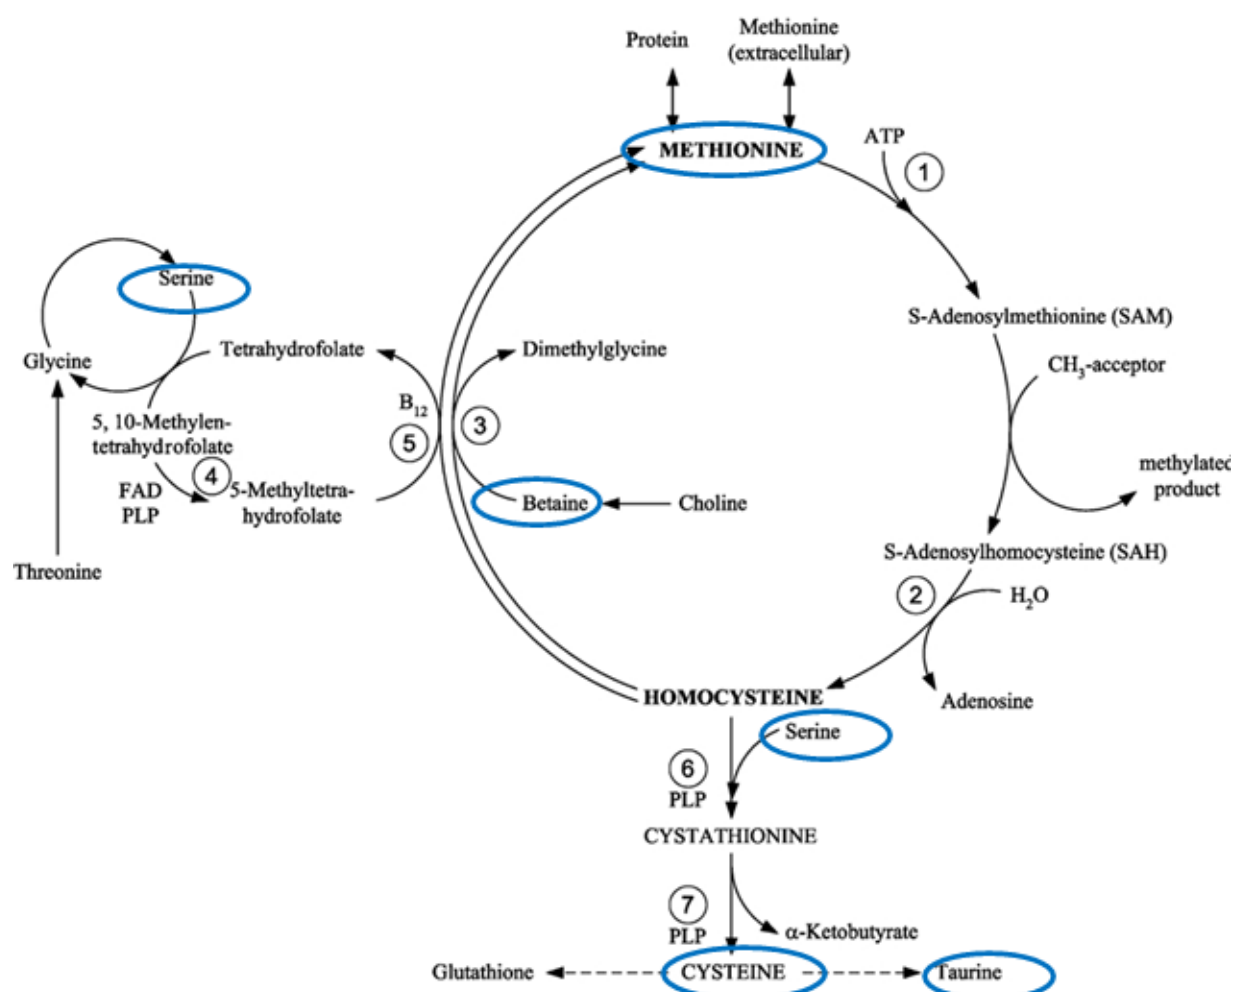 Protein
Methionine
(extracellular)
METHIONINE
ATP
1
Serine
S-Adenosylmethionine (SAM)
Glycine
Tetrahydrofolate
Dimethylglycine
CH3-acceptor
B12
5, 10-Methylen-
tetrahydrofolate
5
3
4
FAD
PLP
5-Methyltetra-
hydrofolate
Betaine
Choline
methylated
product
S-Adenosylhomocysteine (SAH)
Threonine
2
H2O
HOMOCYSTEINE
Adenosine
Serine
6
PLP
CYSTATHIONINE
7
PLP
α-Ketobutyrate
Glutathione
CYSTEINE
Taurine